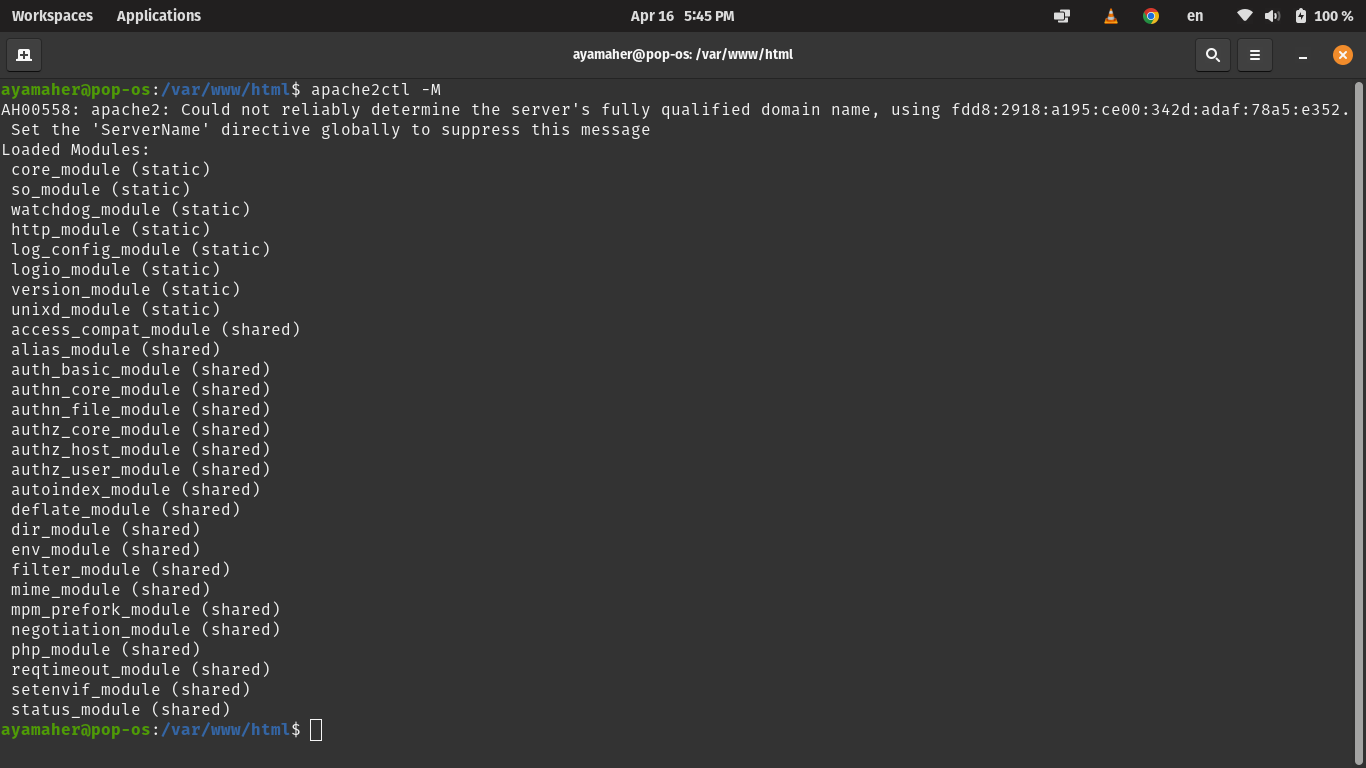 Workspaces Applications Apr 16 5:45 PM en 100 %
ayamaher@pop-os: /var/www/html
ayamaher@pop-os:/var/www/html$ apache2ctl -M
AH00558: apache2: Could not reliably determine the server's fully qualified domain name, using fdd8:2918:a195:ce00:342d:adaf:78a5:e352.
Set the 'ServerName' directive globally to suppress this message
Loaded Modules:
core_module (static)
so_module (static)
watchdog_module (static)
http_module (static)
log_config_module (static)
logio_module (static)
version_module (static)
unixd_module (static)
access_compat_module (shared)
alias_module (shared)
auth_basic_module (shared)
authn_core_module (shared)
authn_file_module (shared)
authz_core_module (shared)
authz_host_module (shared)
authz_user_module (shared)
autoindex_module (shared)
deflate_module (shared)
dir_module (shared)
env_module (shared)
filter_module (shared)
mime_module (shared)
mpm_prefork_module (shared)
negotiation_module (shared)
php_module (shared)
reqtimeout_module (shared)
setenvif_module (shared)
status_module (shared)
ayamaher@pop-os:/var/www/html$